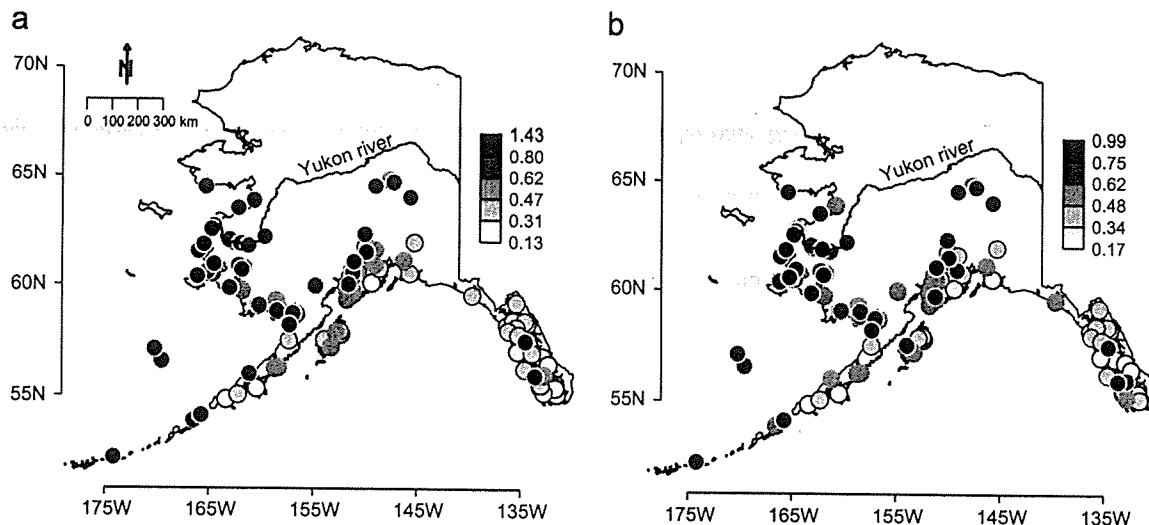 a
70N
65N
60N
55N
N
0 100 200 300 km
Yukon river
1.43
0.80
0.62
0.47
0.31
0.13
175W 165W 155W 145W 135W
b
70N
65N
60N
55N
Yukon river
0.99
0.75
0.62
0.48
0.34
0.17
175W 165W 155W 145W 135W